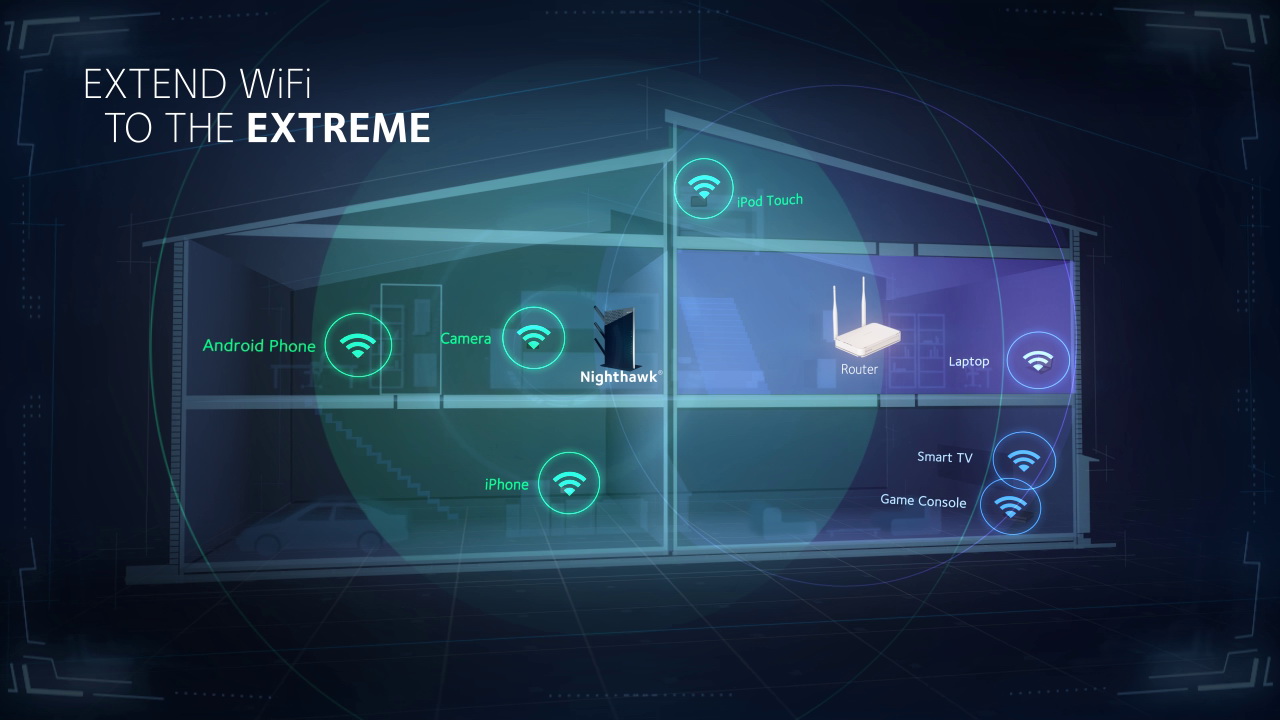 EXTEND WiFi
TO THE EXTREME
iPod Touch
Android Phone
Camera
Nighthawk®
Router
Laptop
iPhone
Smart TV
Game Console